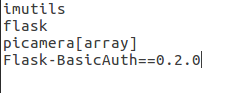 imutils
flask
picamera[array]
Flask-BasicAuth==0.2.0